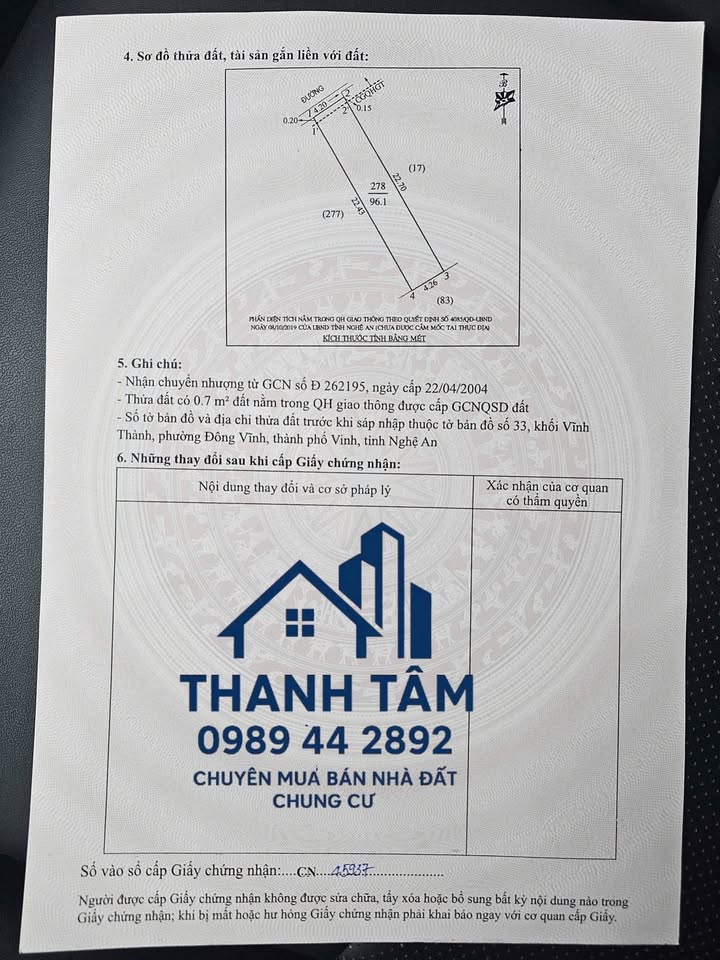 4. Sơ đồ thửa đất, tài sản gắn liền với đất:
ĐƯỜNG
CGQHGT
1 4.20 2
0.20 1' 2' 0.15
(17)
278
96.1
22.70
22.43
(277)
3
4 4.26
(83)
PHẦN DIỆN TÍCH NẰM TRONG QH GIAO THÔNG THEO QUYẾT ĐỊNH SỐ 4083/QĐ-UBND
NGÀY 08/10/2019 CỦA UBND TỈNH NGHỆ AN (CHƯA ĐƯỢC CẮM MỐC TẠI THỰC ĐỊA)
KÍCH THƯỚC TÍNH BẰNG MÉT
5. Ghi chú:
- Nhận chuyển nhượng từ GCN số Đ 262195, ngày cấp 22/04/2004
- Thửa đất có 0.7 m² đất nằm trong QH giao thông được cấp GCNQSD đất
- Số tờ bản đồ và địa chỉ thửa đất trước khi sáp nhập thuộc tờ bản đồ số 33, khối Vĩnh
Thành, phường Đông Vĩnh, thành phố Vinh, tỉnh Nghệ An
6. Những thay đổi sau khi cấp Giấy chứng nhận:
Nội dung thay đổi và cơ sở pháp lý
Xác nhận của cơ quan
có thẩm quyền
THANH TÂM
0989 44 2892
CHUYÊN MUA BÁN NHÀ ĐẤT
CHUNG CƯ
Số vào sổ cấp Giấy chứng nhận:....CN...45937....................
Người được cấp Giấy chứng nhận không được sửa chữa, tẩy xóa hoặc bổ sung bất kỳ nội dung nào trong
Giấy chứng nhận; khi bị mất hoặc hư hỏng Giấy chứng nhận phải khai báo ngay với cơ quan cấp Giấy.